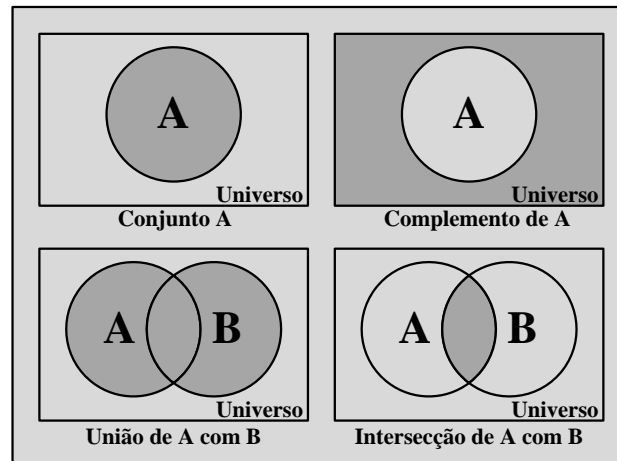 A
Universo
Conjunto A
A
Universo
Complemento de A
A B
Universo
União de A com B
A B
Universo
Intersecção de A com B